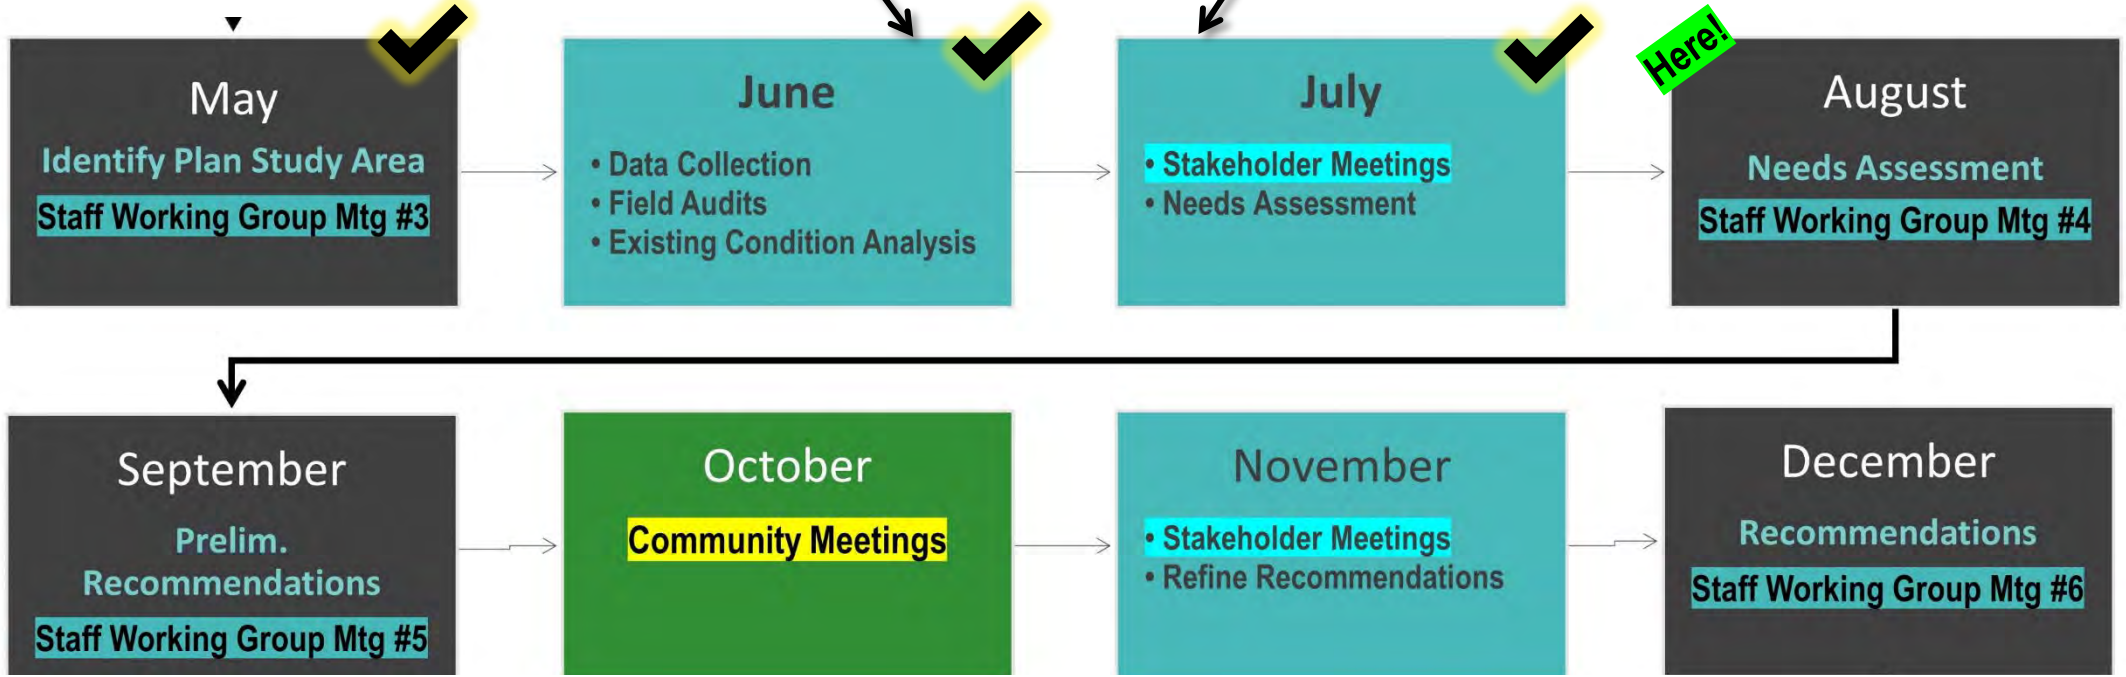 May
Identify Plan Study Area
Staff Working Group Mtg #3
June
• Data Collection
• Field Audits
• Existing Condition Analysis
July
• Stakeholder Meetings
• Needs Assessment
Here!
August
Needs Assessment
Staff Working Group Mtg #4
September
Prelim.
Recommendations
Staff Working Group Mtg #5
October
Community Meetings
November
• Stakeholder Meetings
• Refine Recommendations
December
Recommendations
Staff Working Group Mtg #6